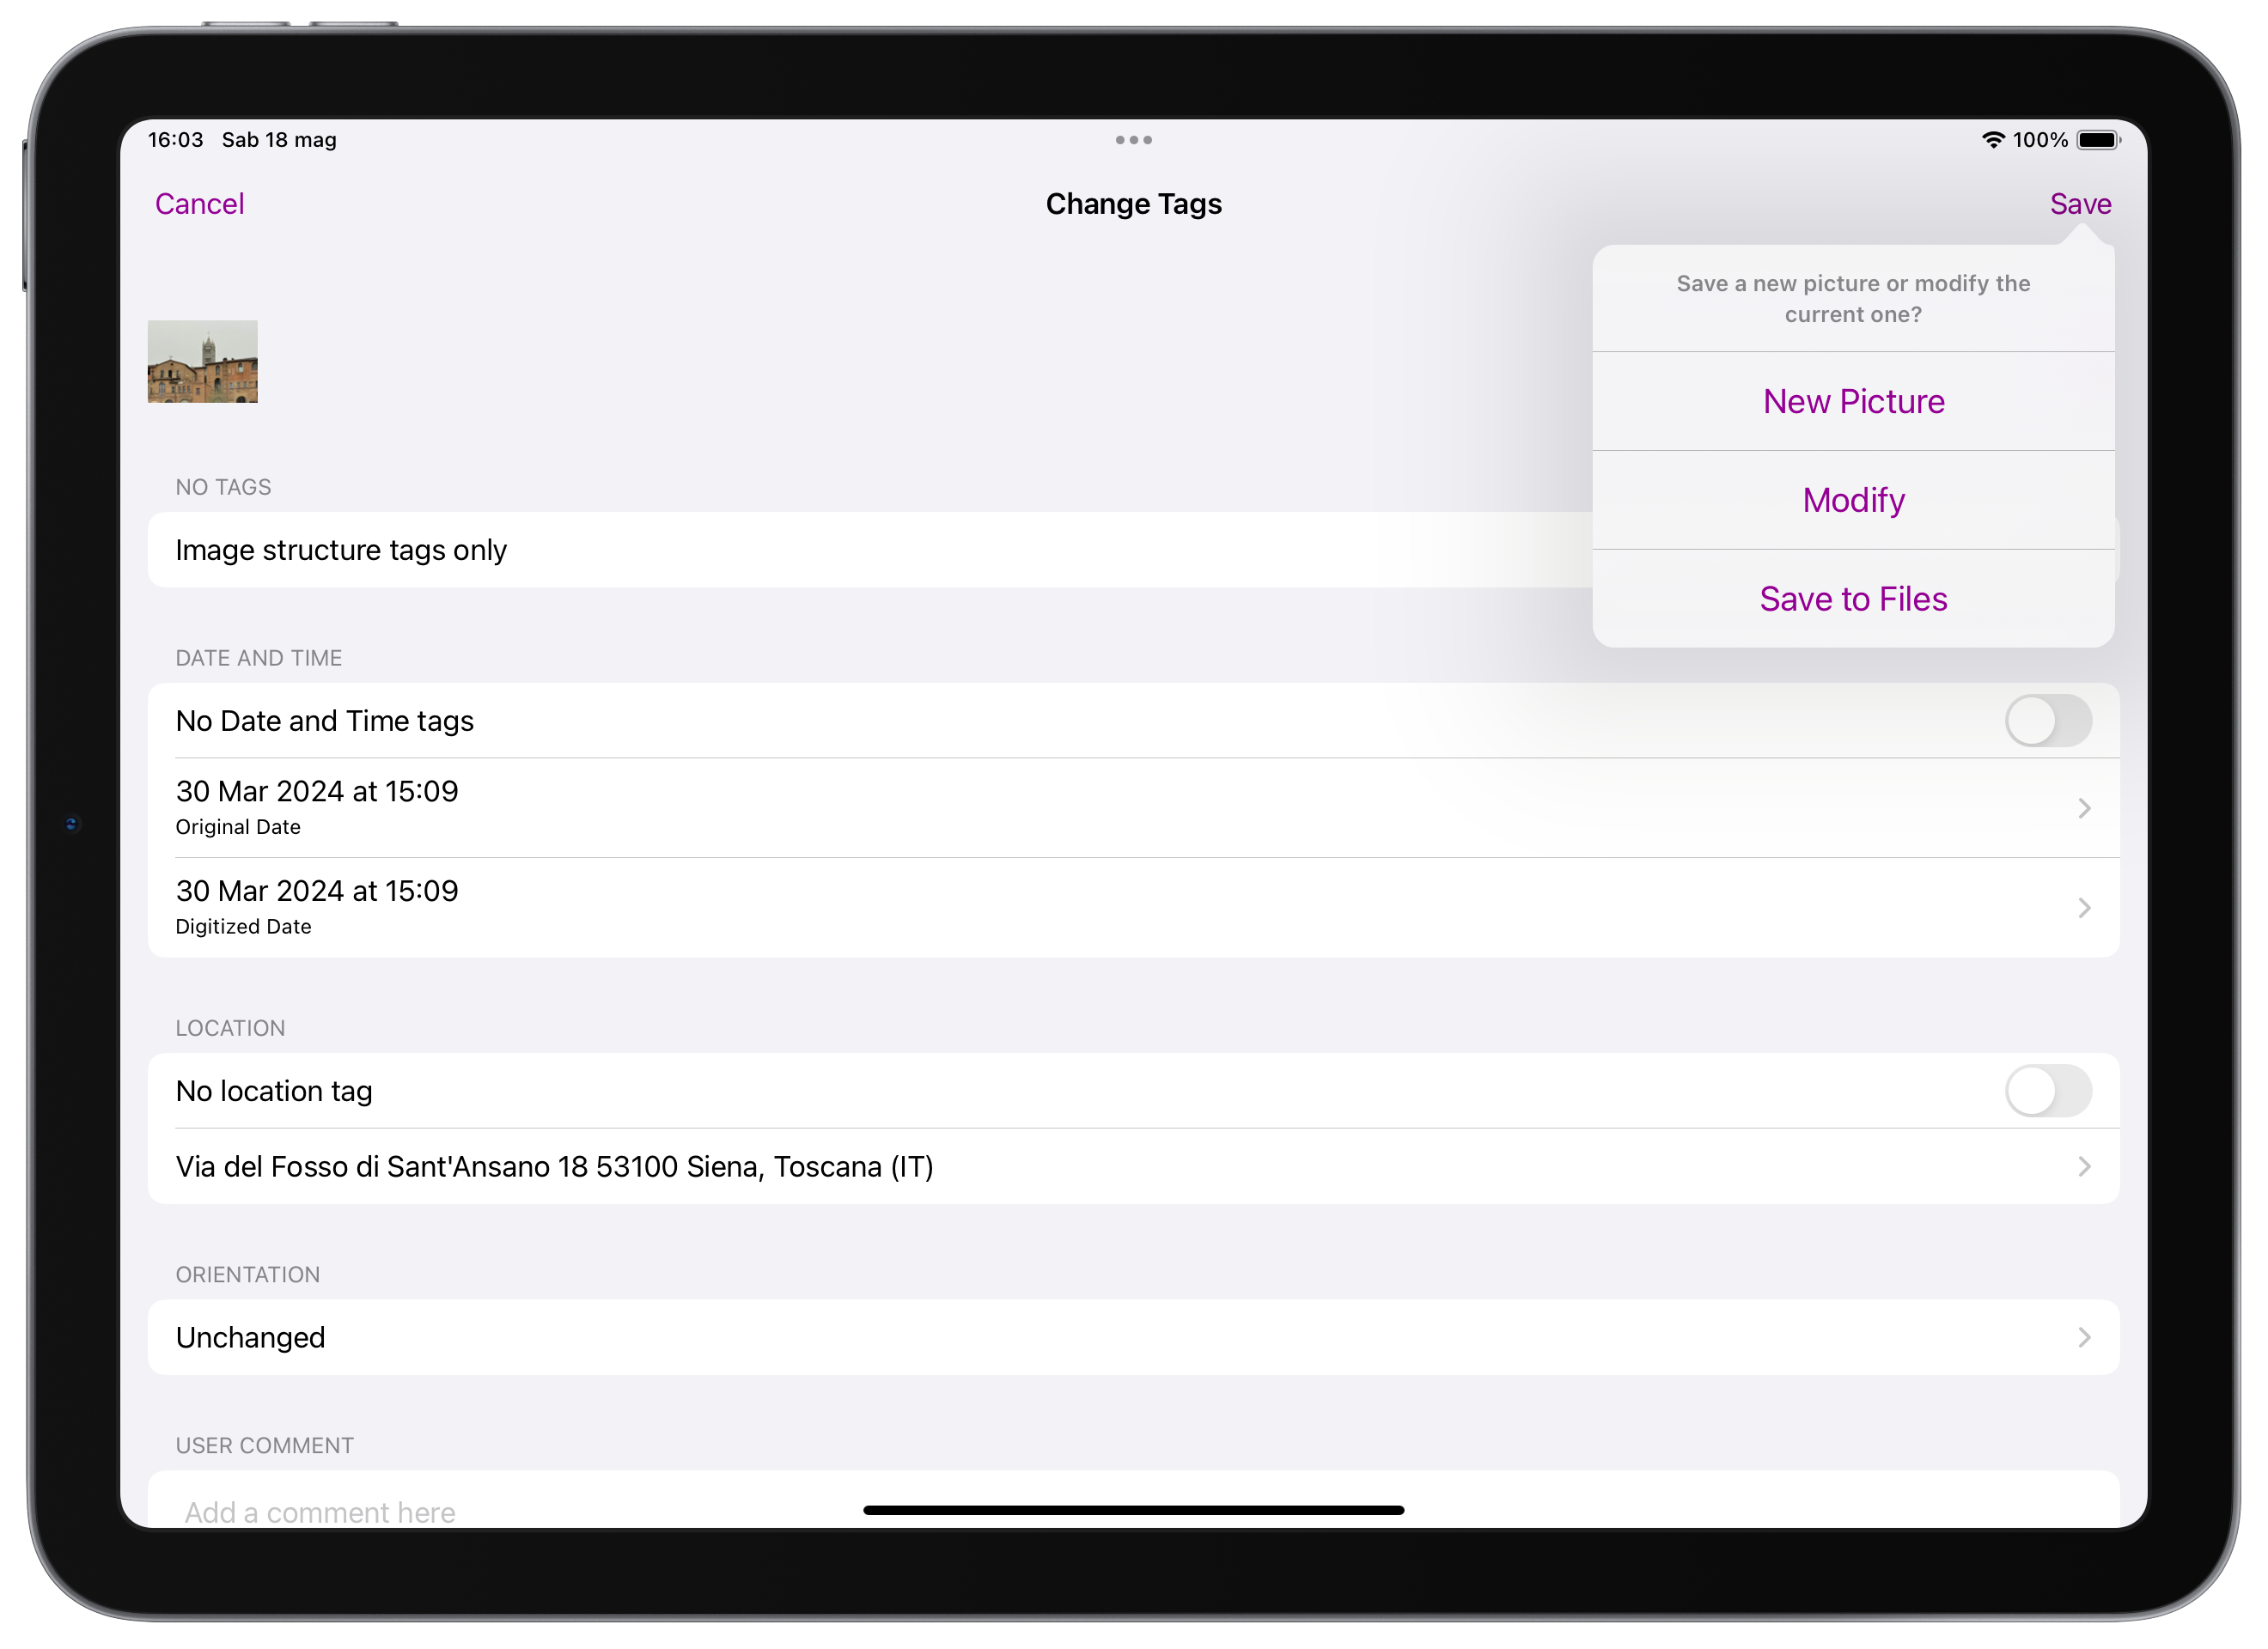 16:03 Sab 18 mag
100%
Cancel
Change Tags
Save
Save a new picture or modify the
current one?
New Picture
Modify
Save to Files
NO TAGS
Image structure tags only
DATE AND TIME
No Date and Time tags
30 Mar 2024 at 15:09
Original Date
30 Mar 2024 at 15:09
Digitized Date
LOCATION
No location tag
Via del Fosso di Sant'Ansano 18 53100 Siena, Toscana (IT)
ORIENTATION
Unchanged
USER COMMENT
Add a comment here